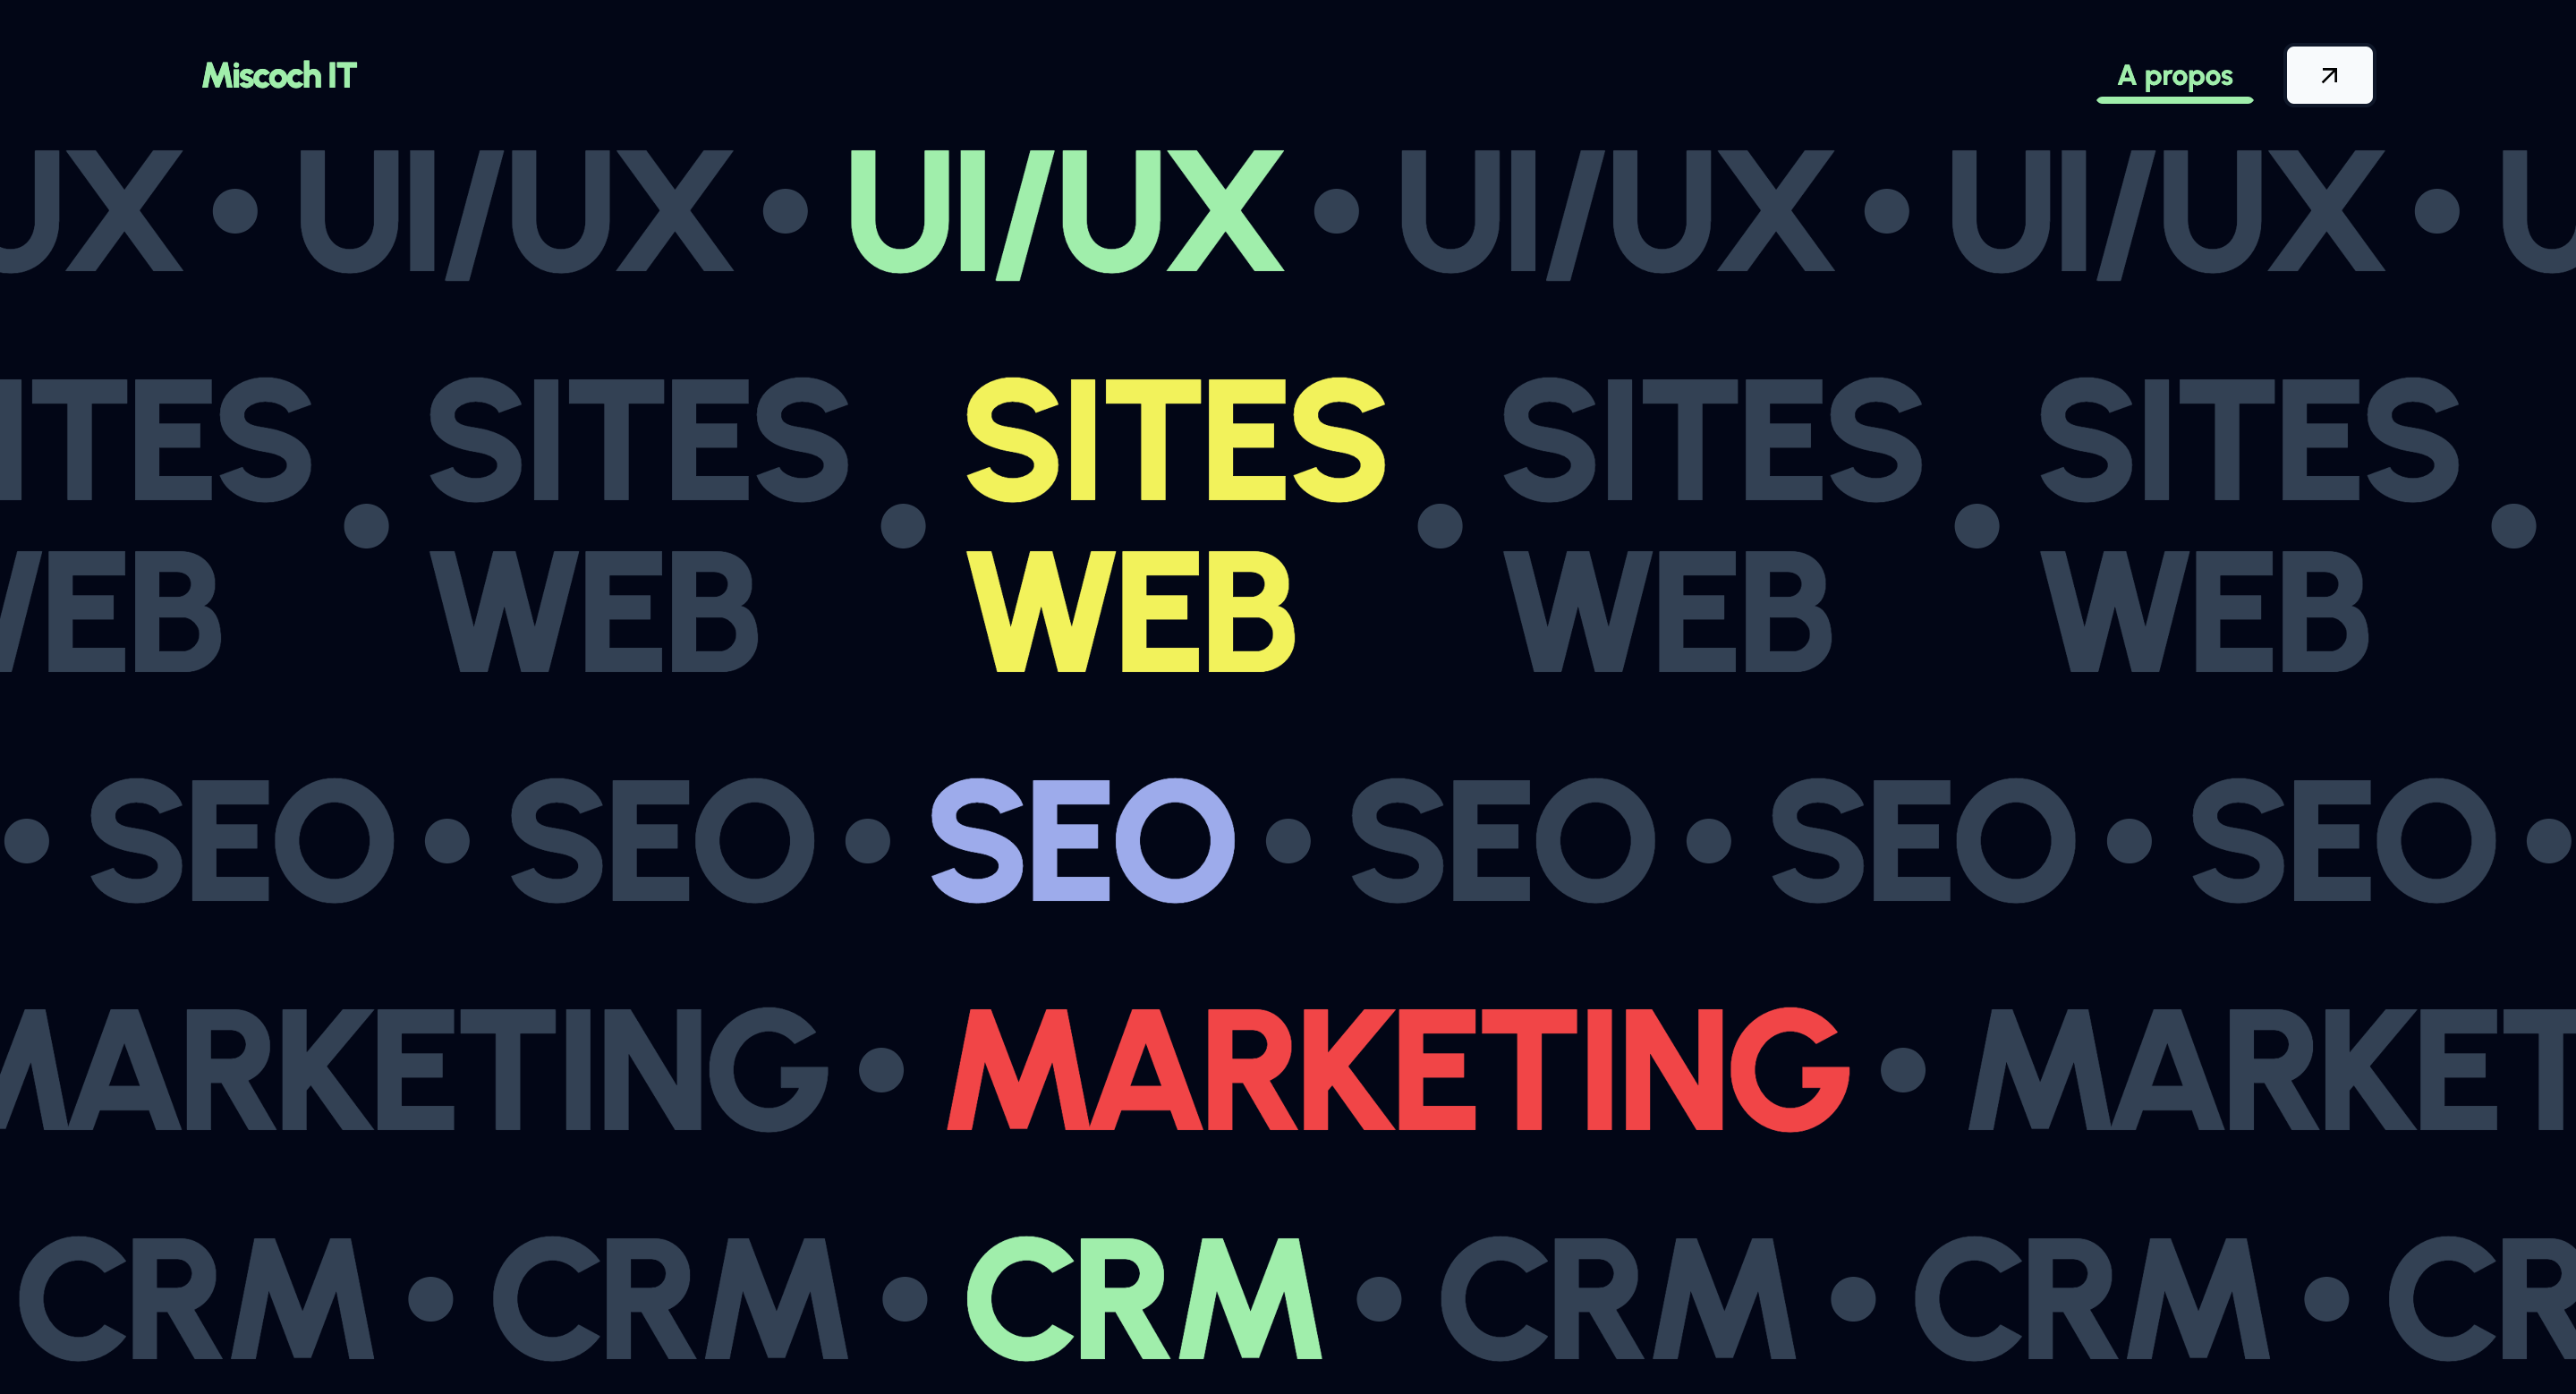 Miscoch IT
A propos
UX • UI/UX • UI/UX • UI/UX • UI/UX • U
ITES SITES SITES SITES SITES
WEB • WEB • WEB • WEB • WEB •
• SEO • SEO • SEO • SEO • SEO • SEO •
MARKETING • MARKETING • MARKET
CRM • CRM • CRM • CRM • CRM • CR